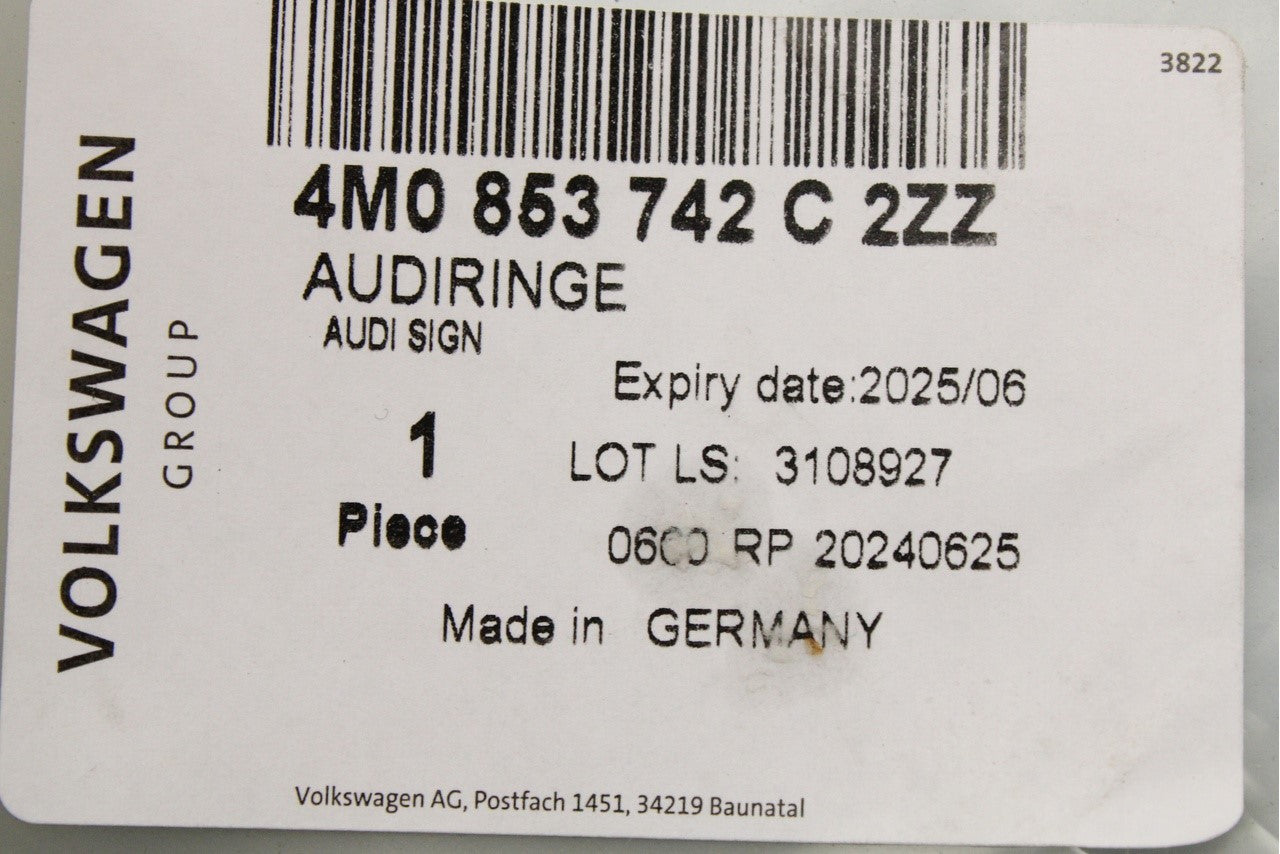 3822
4M0 853 742 C 2ZZ
AUDIRINGE
AUDI SIGN
Expiry date:2025/06
1
LOT LS: 3108927
Piece
0600 RP 20240625
Made in GERMANY
VOLKSWAGEN
GROUP
Volkswagen AG, Postfach 1451, 34219 Baunatal